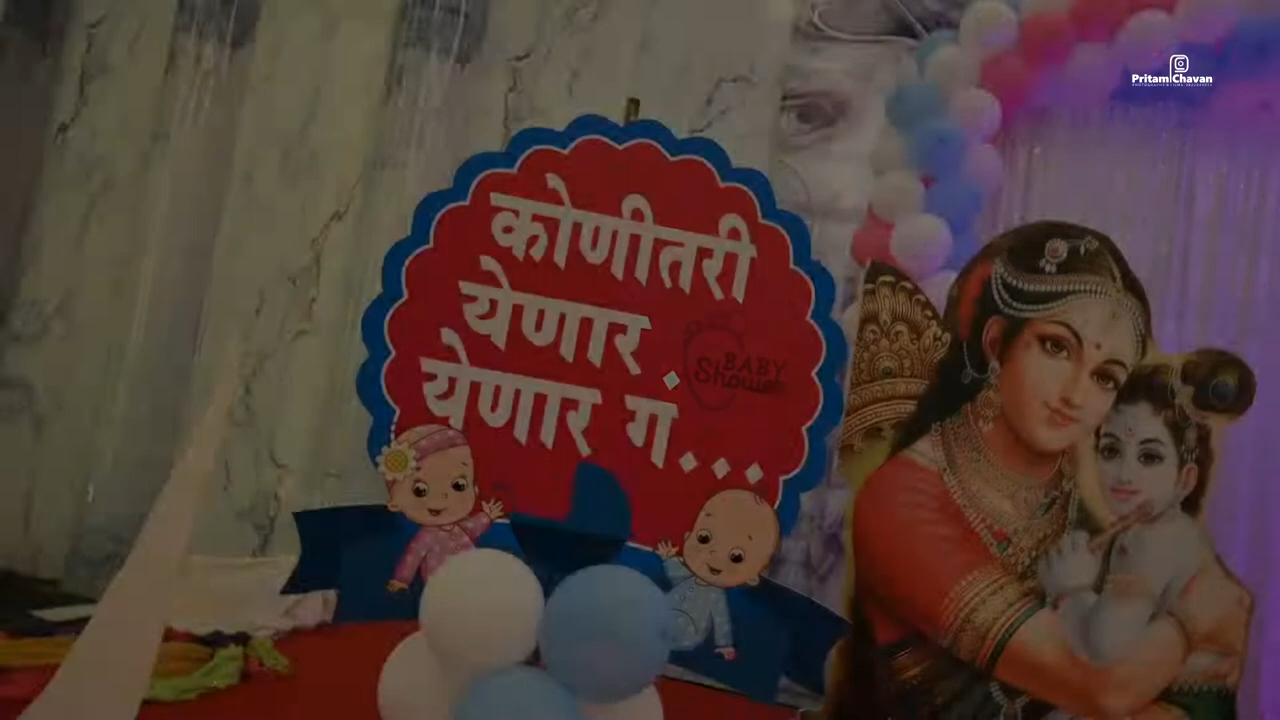 कोणीतरी
येणार .
येणार ग...
BABY
Shower
Pritam Chavan